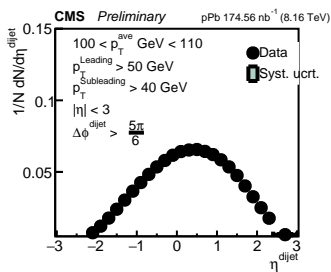 CMS Preliminary pPb 174.56 nb⁻¹ (8.16 TeV)
0.15
100 < p_T^ave GeV < 110
p_T^Leading > 50 GeV
p_T^Subleading > 40 GeV
|η| < 3
Δϕ^dijet > 5π/6
Data
Syst. ucrt.
0.1
0.05
1/N dN/dη^dijet
−3 −2 −1 0 1 2 3
η^dijet